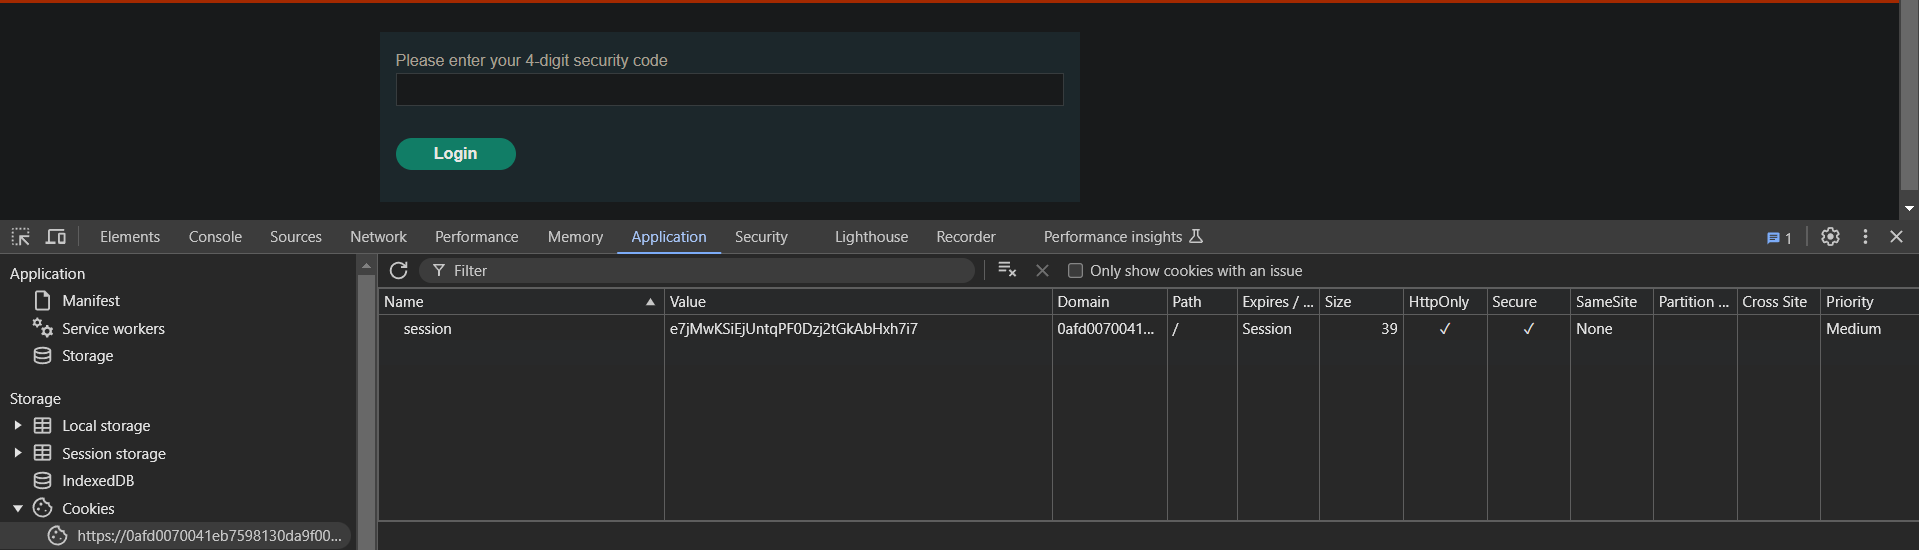 Please enter your 4-digit security code
Login
Elements Console Sources Network Performance Memory Application Security Lighthouse Recorder Performance insights 1
Application
Manifest
Service workers
Storage
Storage
Local storage
Session storage
IndexedDB
Cookies
https://0afd0070041eb7598130da9f00...
Filter Only show cookies with an issue
Name Value Domain Path Expires / ... Size HttpOnly Secure SameSite Partition ... Cross Site Priority
session e7jMwKSiEjUntqPF0Dzj2tGkAbHxh7i7 0afd0070041... / Session 39 ✓ ✓ None Medium